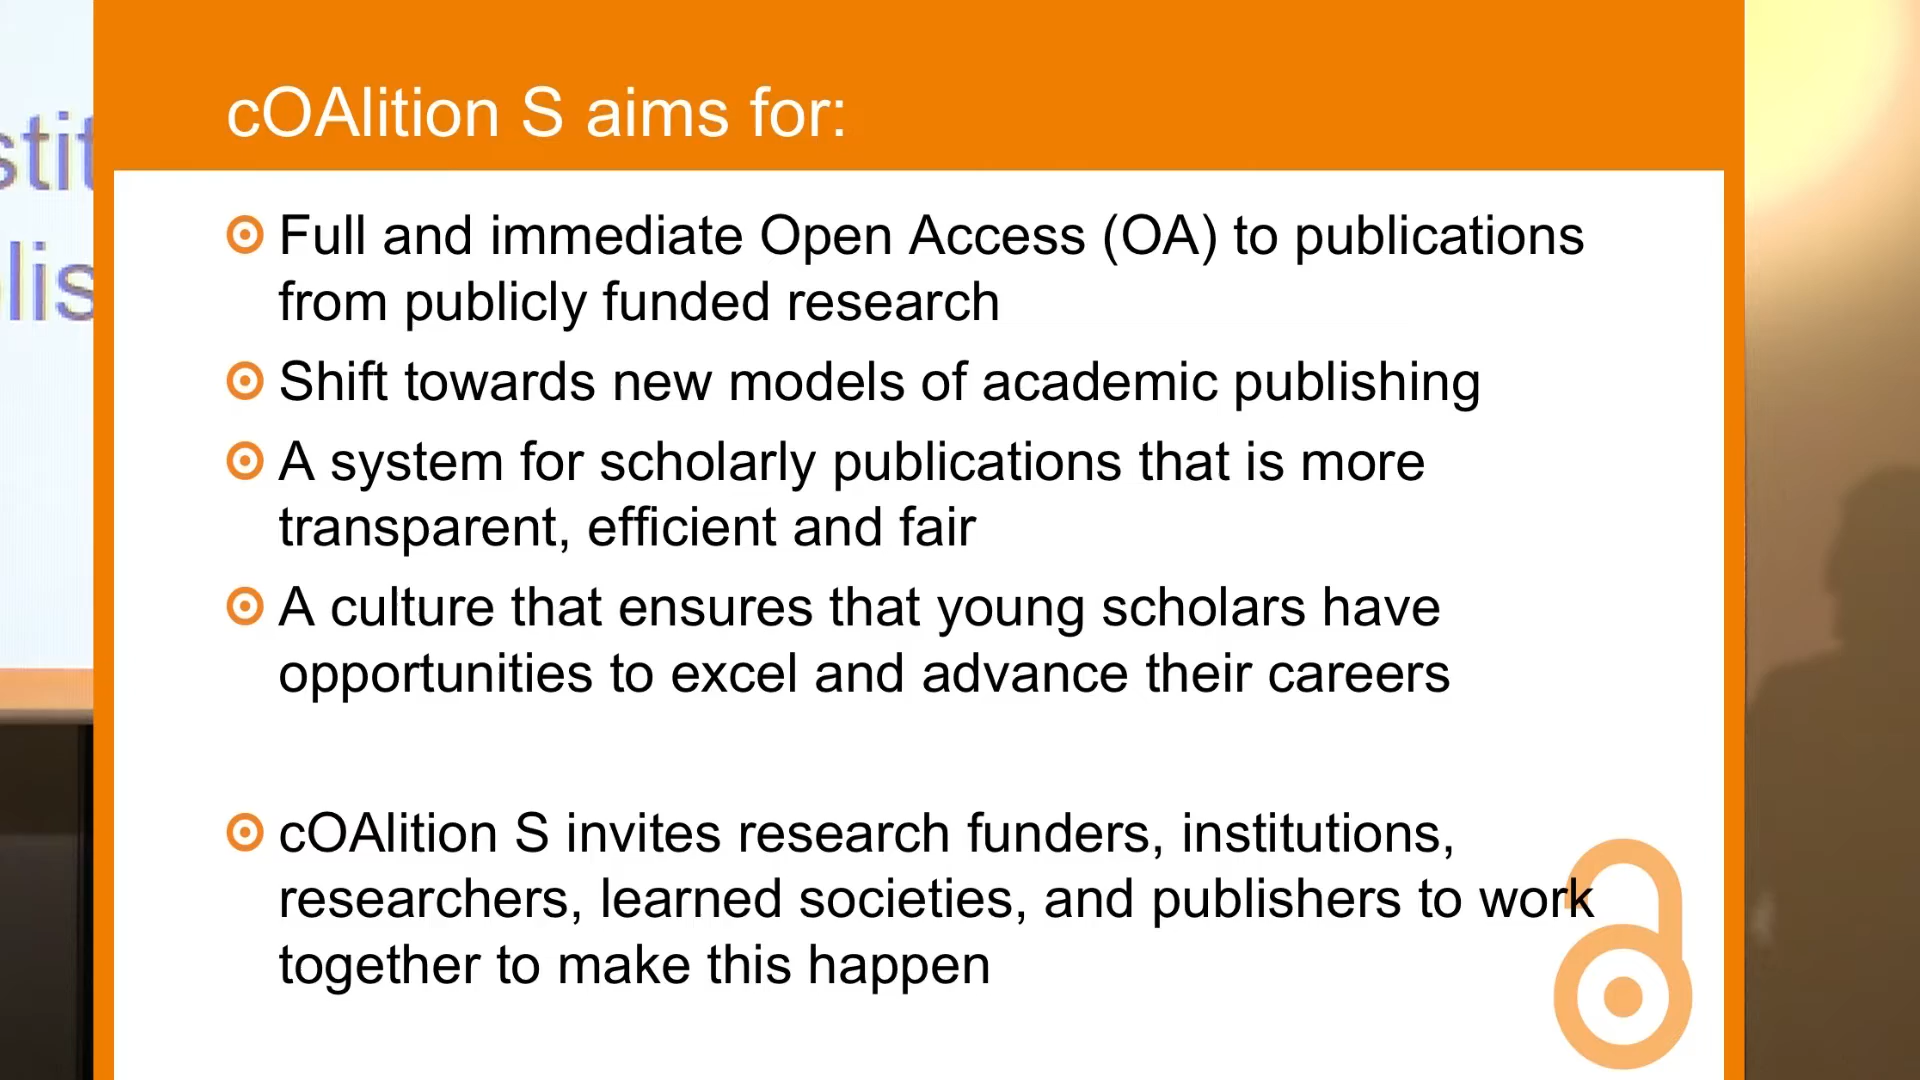 cOAlition S aims for:
Full and immediate Open Access (OA) to publications
from publicly funded research
Shift towards new models of academic publishing
A system for scholarly publications that is more
transparent, efficient and fair
A culture that ensures that young scholars have
opportunities to excel and advance their careers
cOAlition S invites research funders, institutions,
researchers, learned societies, and publishers to work
together to make this happen